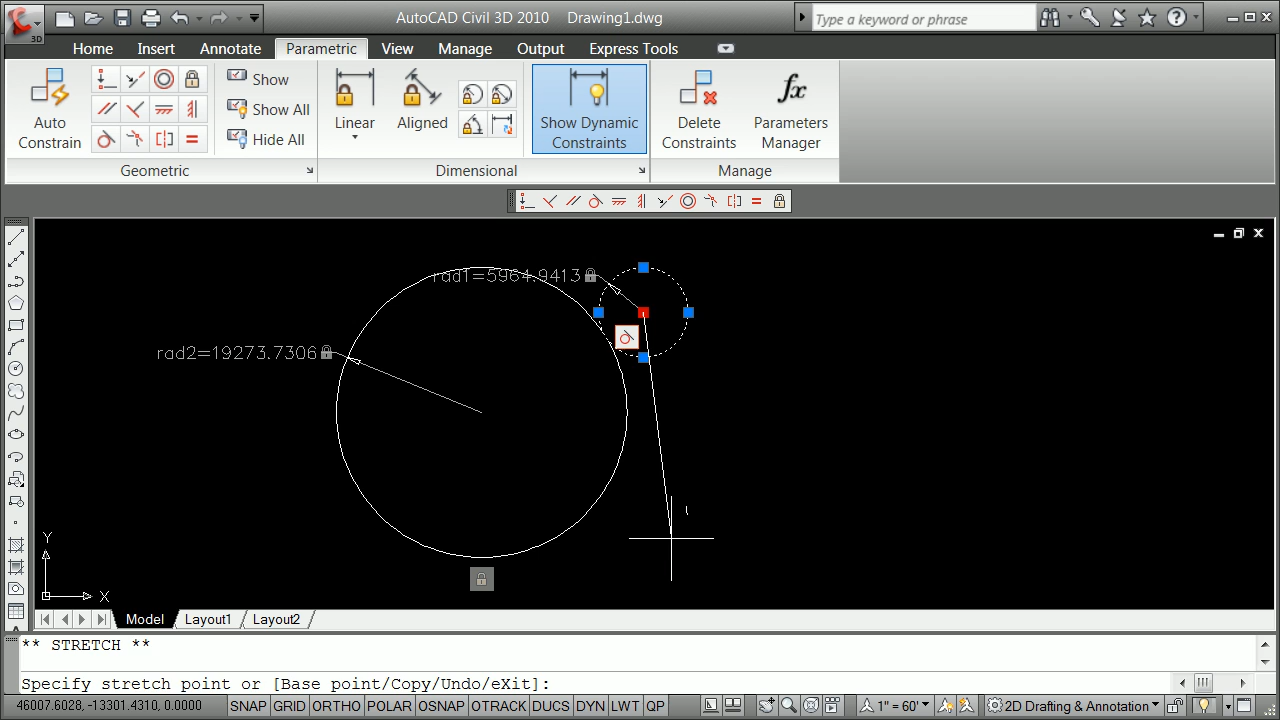 AutoCAD Civil 3D 2010 Drawing1.dwg
Type a keyword or phrase
3D
Home Insert Annotate Parametric View Manage Output Express Tools
Auto Constrain
Show
Show All
Hide All
Geometric
Linear
Aligned
Show Dynamic Constraints
Dimensional
Delete Constraints
fx
Parameters Manager
Manage
rad1=5964.9413
rad2=19273.7306
Y
X
Model Layout1 Layout2
** STRETCH **
Specify stretch point or [Base point/Copy/Undo/eXit]:
46007.6028, -13301.4310, 0.0000 SNAP GRID ORTHO POLAR OSNAP OTRACK DUCS DYN LWT QP 1" = 60' 2D Drafting & Annotation